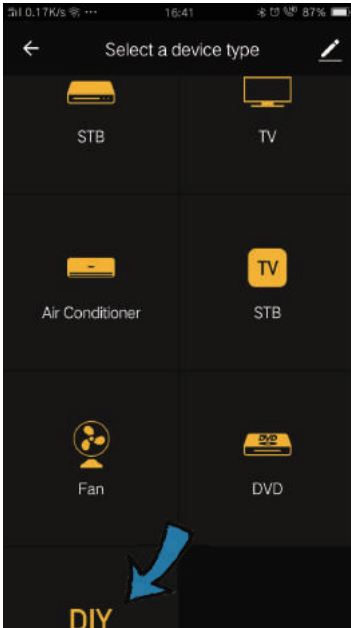 0.17K/s ... 16:41 87%
Select a device type
STB TV
TV
Air Conditioner STB
DVD
Fan DVD
DIY